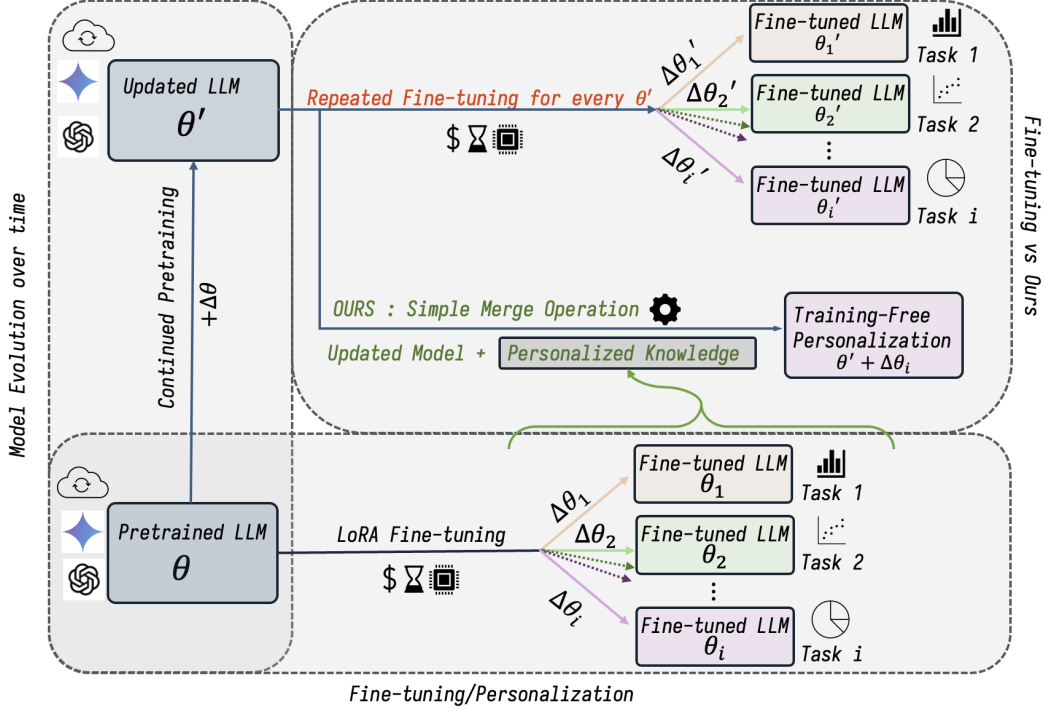 Model Evolution over time
Updated LLM
θ′
Continued Pretraining
+Δθ
Pretrained LLM
θ
Repeated Fine-tuning for every θ′
$
Δθ₁′
Δθ₂′
Δθᵢ′
Fine-tuned LLM
θ₁′
Task 1
Fine-tuned LLM
θ₂′
Task 2
⋮
Fine-tuned LLM
θᵢ′
Task i
Fine-tuning vs Ours
OURS : Simple Merge Operation
Updated Model + Personalized Knowledge
Training-Free
Personalization
θ′ + Δθᵢ
LoRA Fine-tuning
$
Δθ₁
Δθ₂
Δθᵢ
Fine-tuned LLM
θ₁
Task 1
Fine-tuned LLM
θ₂
Task 2
⋮
Fine-tuned LLM
θᵢ
Task i
Fine-tuning/Personalization